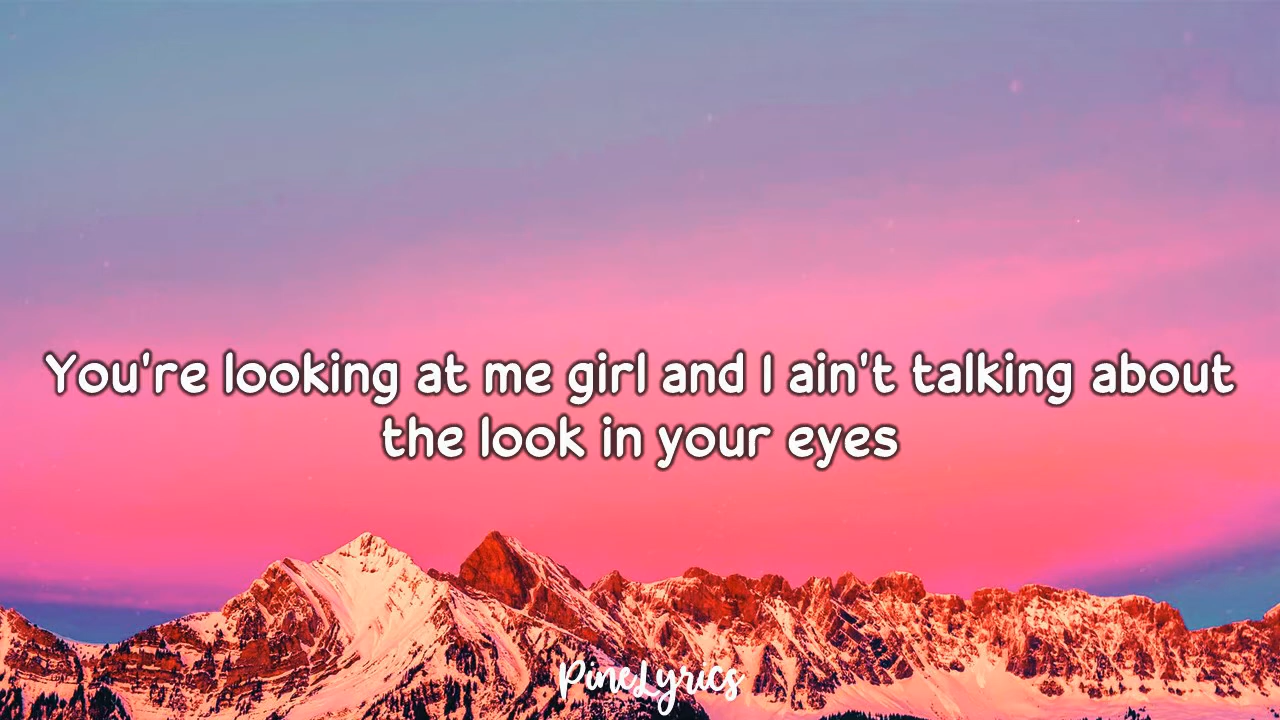 You're looking at me girl and I ain't talking about
the look in your eyes
PineLyrics